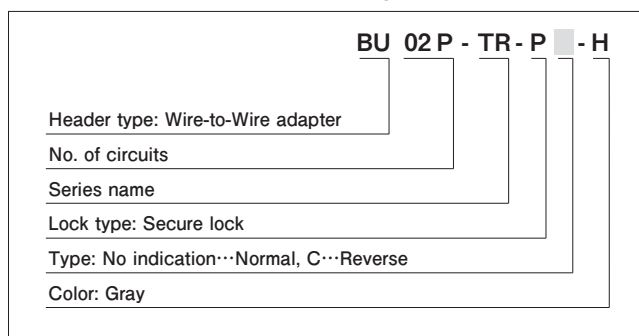 BU 02 P - TR - P - H
Header type: Wire-to-Wire adapter
No. of circuits
Series name
Lock type: Secure lock
Type: No indication⋯Normal, C⋯Reverse
Color: Gray